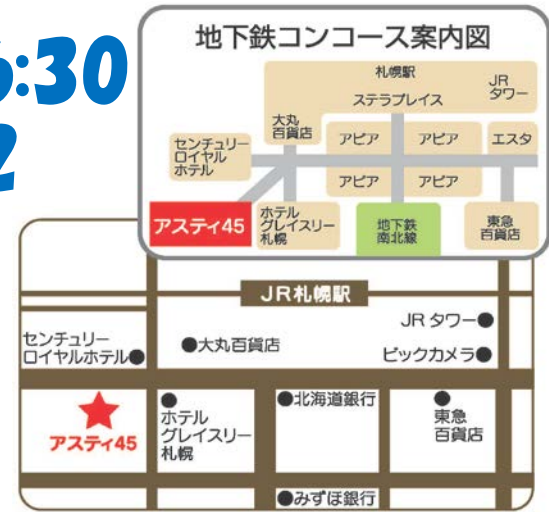 :30
2
地下鉄コンコース案内図
札幌駅
ステラプレイス
JR
タワー
大丸
百貨店
センチュリー
ロイヤル
ホテル
アピア
アピア
エスタ
アピア
アピア
アスティ45
ホテル
グレイスリー
札幌
地下鉄
南北線
東急
百貨店
JR札幌駅
JRタワー●
センチュリー
ロイヤルホテル●
●大丸百貨店
ビックカメラ●
アスティ45
ホテル
グレイスリー
札幌
●北海道銀行
東急
百貨店
●みずほ銀行